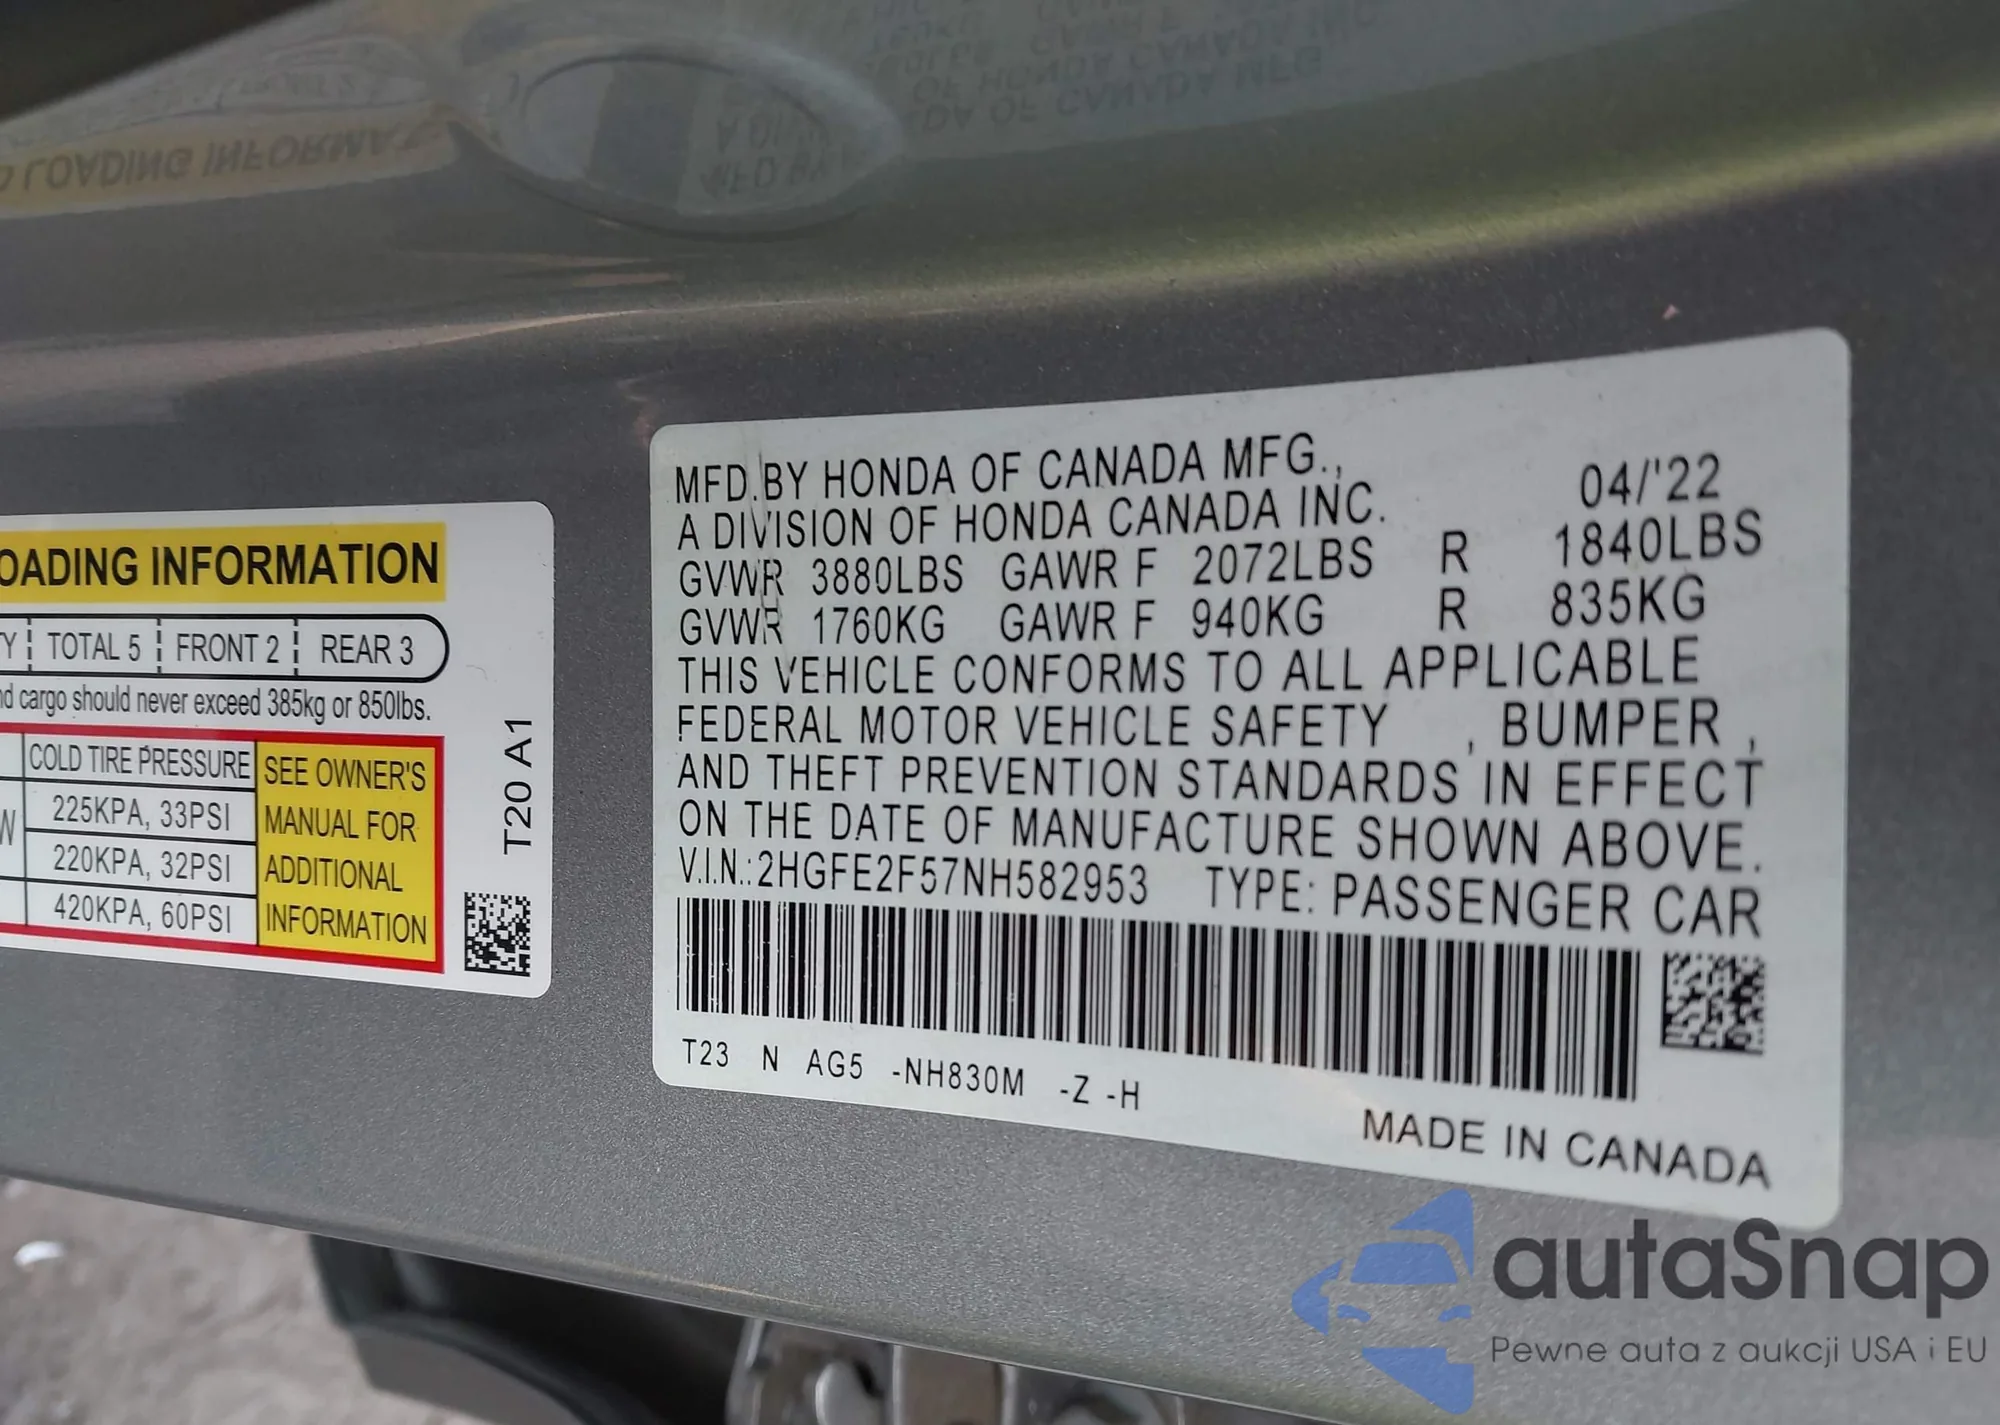 OADING INFORMATION
TY TOTAL 5 FRONT 2 REAR 3
nd cargo should never exceed 385kg or 850lbs.
COLD TIRE PRESSURE
225KPA, 33PSI
W
220KPA, 32PSI
420KPA, 60PSI
SEE OWNER'S
MANUAL FOR
ADDITIONAL
INFORMATION
T20 A1
MFD.BY HONDA OF CANADA MFG., 04/'22
A DIVISION OF HONDA CANADA INC.
GVWR 3880LBS GAWR F 2072LBS R 1840LBS
GVWR 1760KG GAWR F 940KG R 835KG
THIS VEHICLE CONFORMS TO ALL APPLICABLE
FEDERAL MOTOR VEHICLE SAFETY , BUMPER ,
AND THEFT PREVENTION STANDARDS IN EFFECT
ON THE DATE OF MANUFACTURE SHOWN ABOVE.
V.I.N.:2HGFE2F57NH582953 TYPE: PASSENGER CAR
T23 N AG5 -NH830M -Z -H
MADE IN CANADA
autaSnap
Pewne auta z aukcji USA i EU